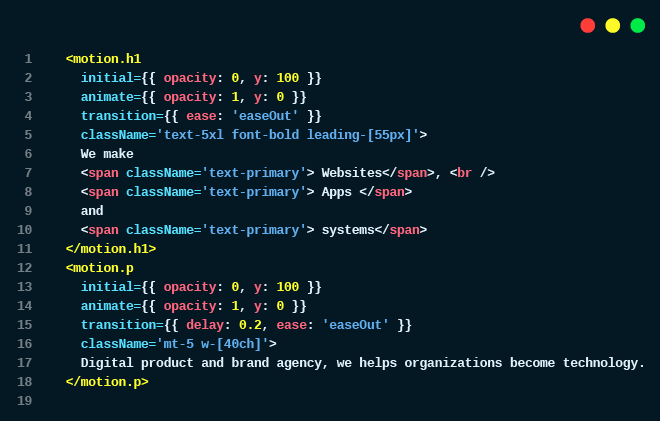 1 <motion.h1
2 initial={{ opacity: 0, y: 100 }}
3 animate={{ opacity: 1, y: 0 }}
4 transition={{ ease: 'easeOut' }}
5 className='text-5xl font-bold leading-[55px]'>
6 We make
7 <span className='text-primary'> Websites</span>, <br />
8 <span className='text-primary'> Apps </span>
9 and
10 <span className='text-primary'> systems</span>
11 </motion.h1>
12 <motion.p
13 initial={{ opacity: 0, y: 100 }}
14 animate={{ opacity: 1, y: 0 }}
15 transition={{ delay: 0.2, ease: 'easeOut' }}
16 className='mt-5 w-[40ch]'>
17 Digital product and brand agency, we helps organizations become technology.
18 </motion.p>
19